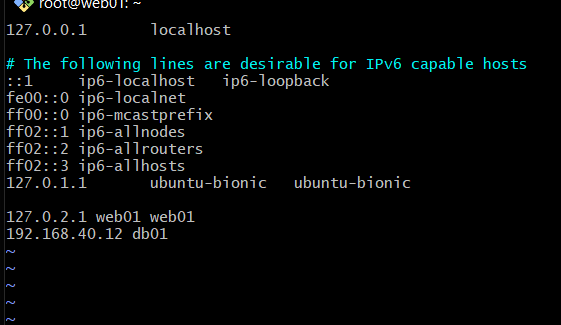 root@web01: ~
127.0.0.1 localhost
# The following lines are desirable for IPv6 capable hosts
::1 ip6-localhost ip6-loopback
fe00::0 ip6-localnet
ff00::0 ip6-mcastprefix
ff02::1 ip6-allnodes
ff02::2 ip6-allrouters
ff02::3 ip6-allhosts
127.0.1.1 ubuntu-bionic ubuntu-bionic
127.0.2.1 web01 web01
192.168.40.12 db01
~
~
~
~
~